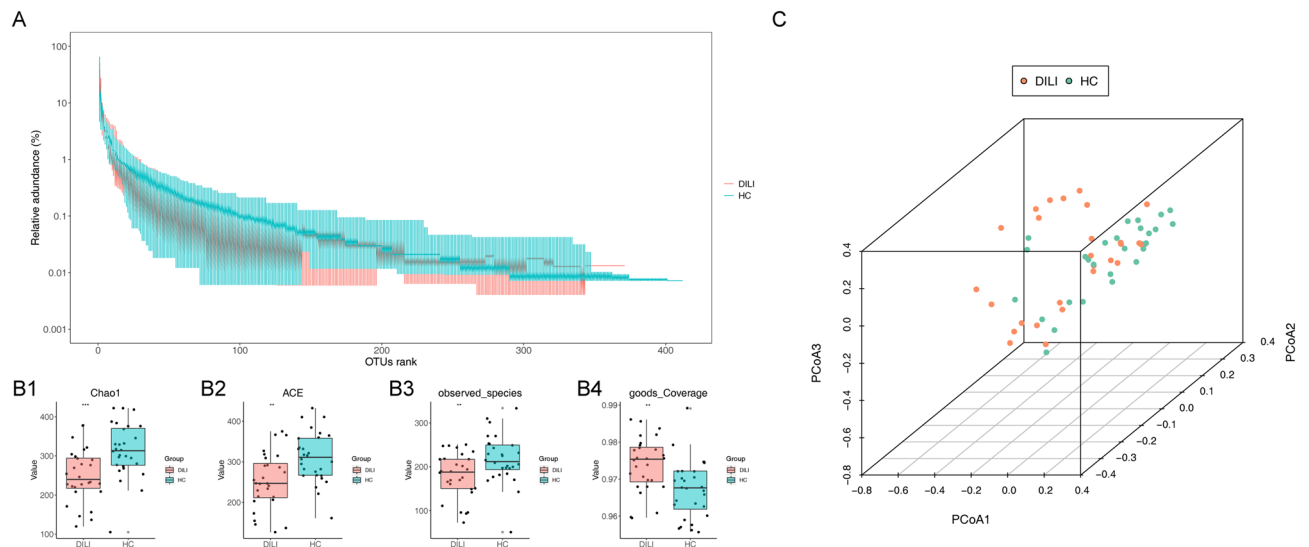 A
100
10
1
0.1
0.01
0.001
Relative abundance (%)
0
100
200
300
400
OTUs rank
DILI
HC
B1
Chao1
***
400
300
200
100
Value
DILI
HC
Group
DILI
HC
B2
ACE
**
400
300
200
Value
DILI
HC
Group
DILI
HC
B3
observed_species
**
300
200
100
Value
DILI
HC
Group
DILI
HC
B4
goods_Coverage
**
0.99
0.98
0.97
0.96
Value
DILI
HC
Group
DILI
HC
C
DILI
HC
0.4
0.2
0.0
−0.2
−0.4
−0.6
−0.8
PCoA3
−0.8
−0.6
−0.4
−0.2
0.0
0.2
0.4
PCoA1
−0.4
−0.3
−0.2
−0.1
0.0
0.1
0.2
0.3
0.4
PCoA2